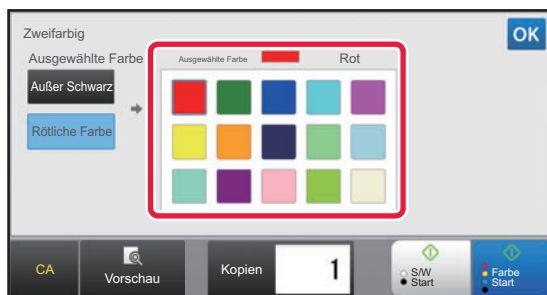 Zweifarbig
OK
Ausgewählte Farbe
Ausgewählte Farbe Rot
Außer Schwarz
Rötliche Farbe
CA
Vorschau
Kopien
1
S/W
Start
Farbe
Start